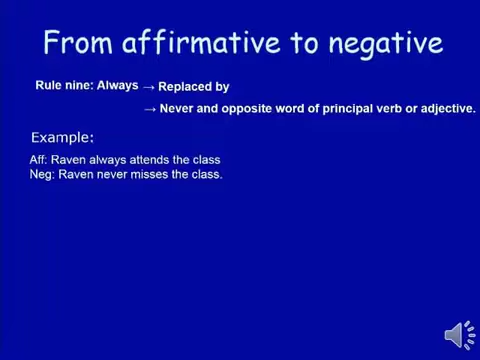 From affirmative to negative
Rule nine: Always → Replaced by
→ Never and opposite word of principal verb or adjective.
Example:
Aff: Raven always attends the class
Neg: Raven never misses the class.